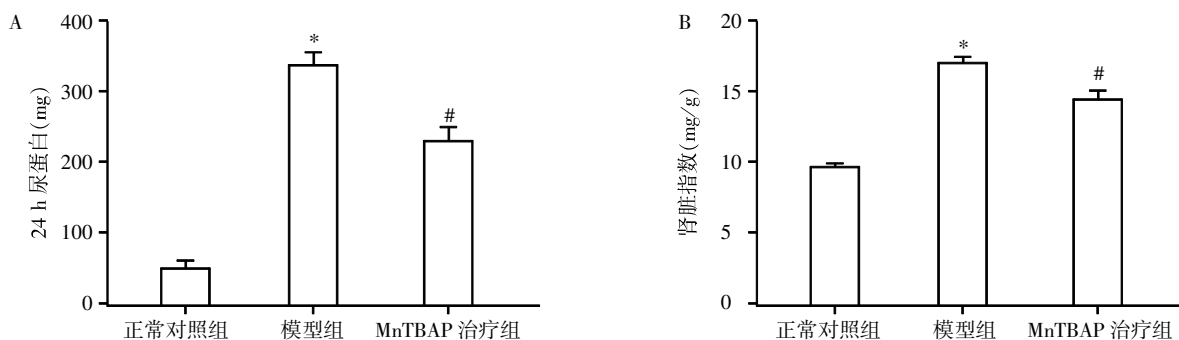 A
24 h 尿蛋白(mg)
400
300
200
100
0
*
#
正常对照组
模型组
MnTBAP 治疗组
B
肾脏指数(mg/g)
20
15
10
5
0
*
#
正常对照组
模型组
MnTBAP 治疗组